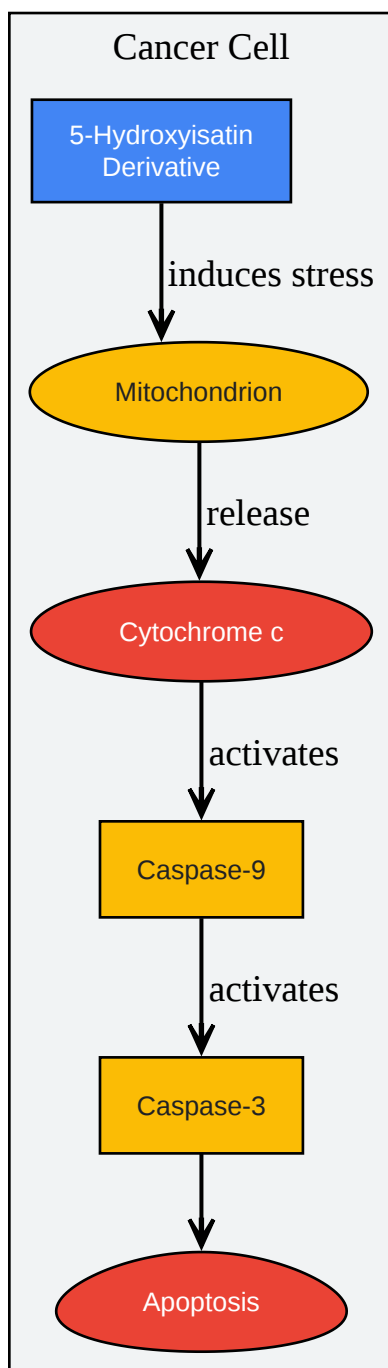 Cancer Cell
5-Hydroxyisatin
Derivative
induces stress
Mitochondrion
release
Cytochrome c
activates
Caspase-9
activates
Caspase-3
Apoptosis